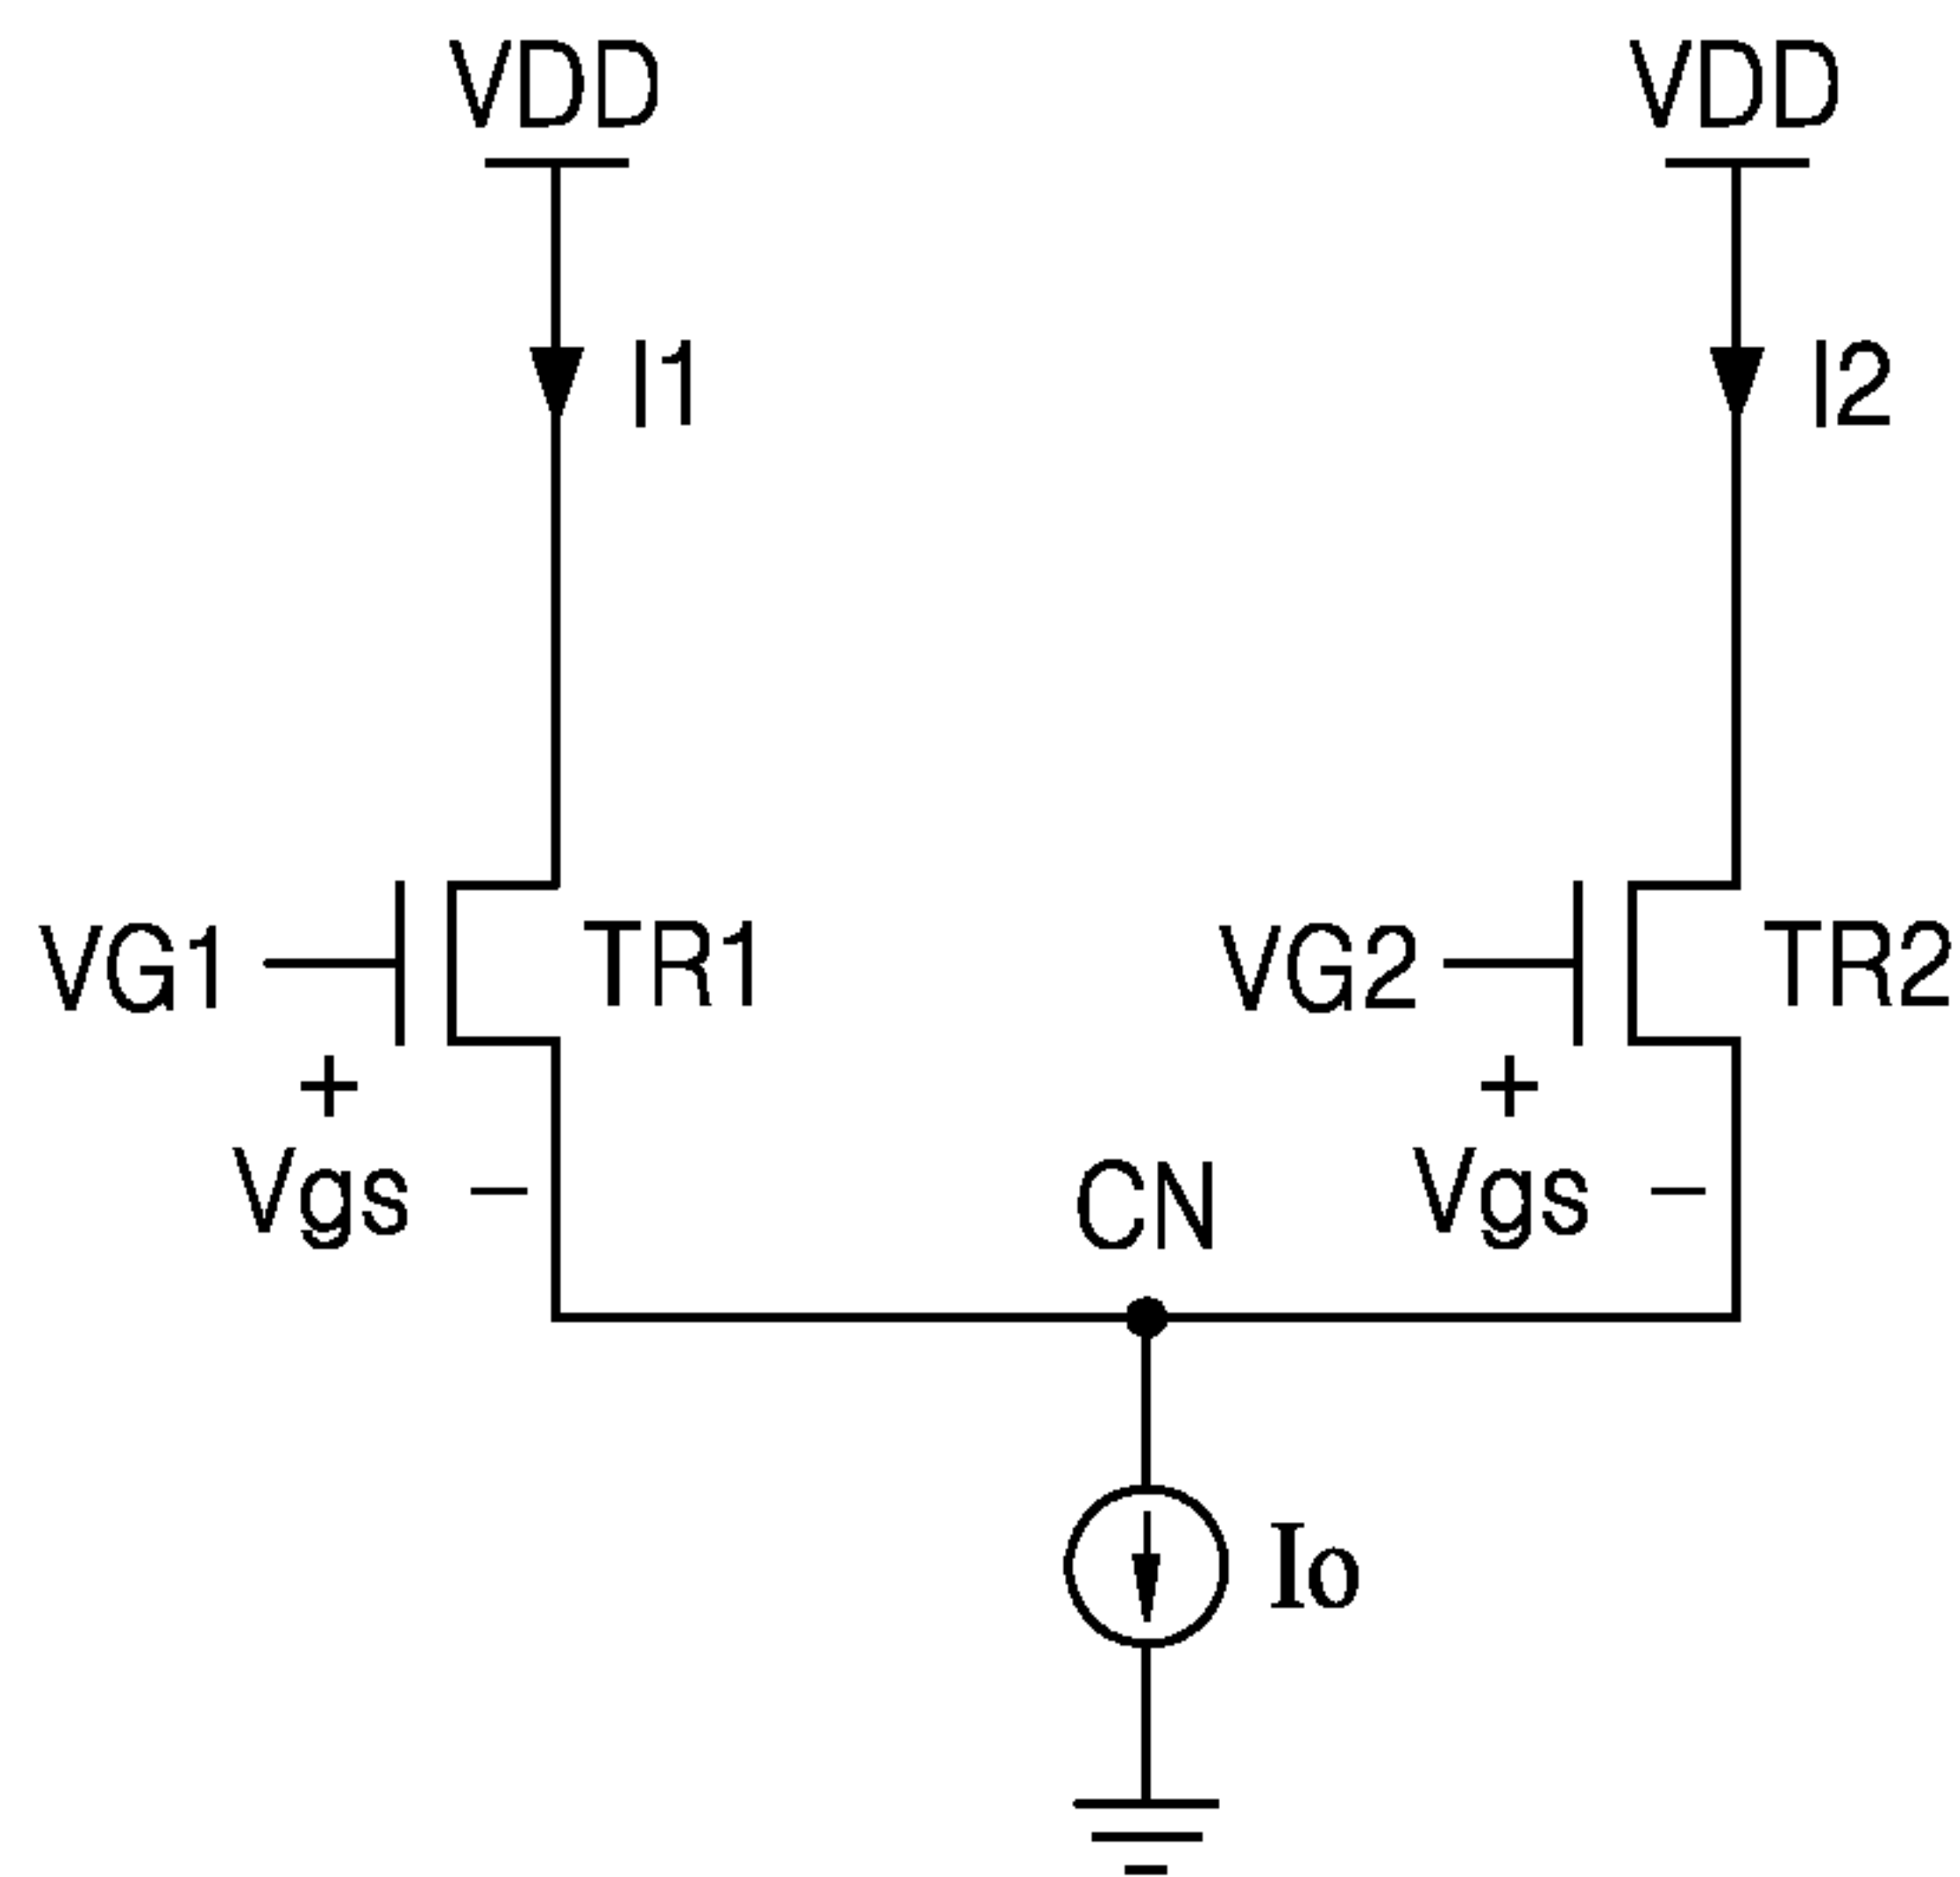 VDD VDD
I1 I2
VG1 TR1 VG2 TR2
+ +
Vgs − CN Vgs −
Io